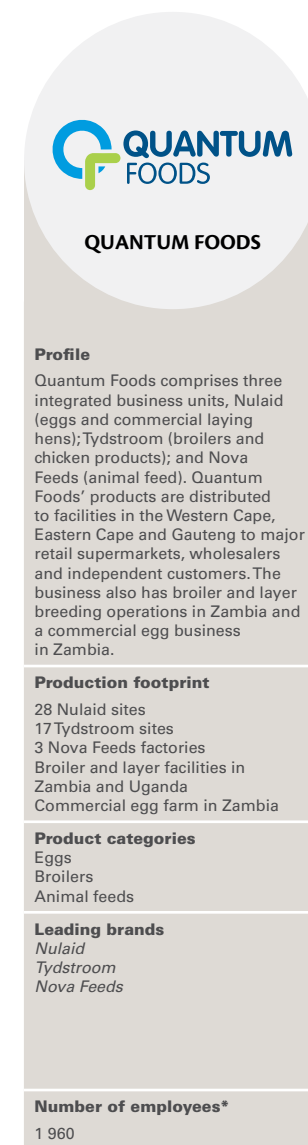 QUANTUM
FOODS
QUANTUM FOODS
Profile
Quantum Foods comprises three
integrated business units, Nulaid
(eggs and commercial laying
hens); Tydstroom (broilers and
chicken products); and Nova
Feeds (animal feed). Quantum
Foods' products are distributed
to facilities in the Western Cape,
Eastern Cape and Gauteng to major
retail supermarkets, wholesalers
and independent customers. The
business also has broiler and layer
breeding operations in Zambia and
a commercial egg business
in Zambia.
Production footprint
28 Nulaid sites
17 Tydstroom sites
3 Nova Feeds factories
Broiler and layer facilities in
Zambia and Uganda
Commercial egg farm in Zambia
Product categories
Eggs
Broilers
Animal feeds
Leading brands
Nulaid
Tydstroom
Nova Feeds
Number of employees*
1 960